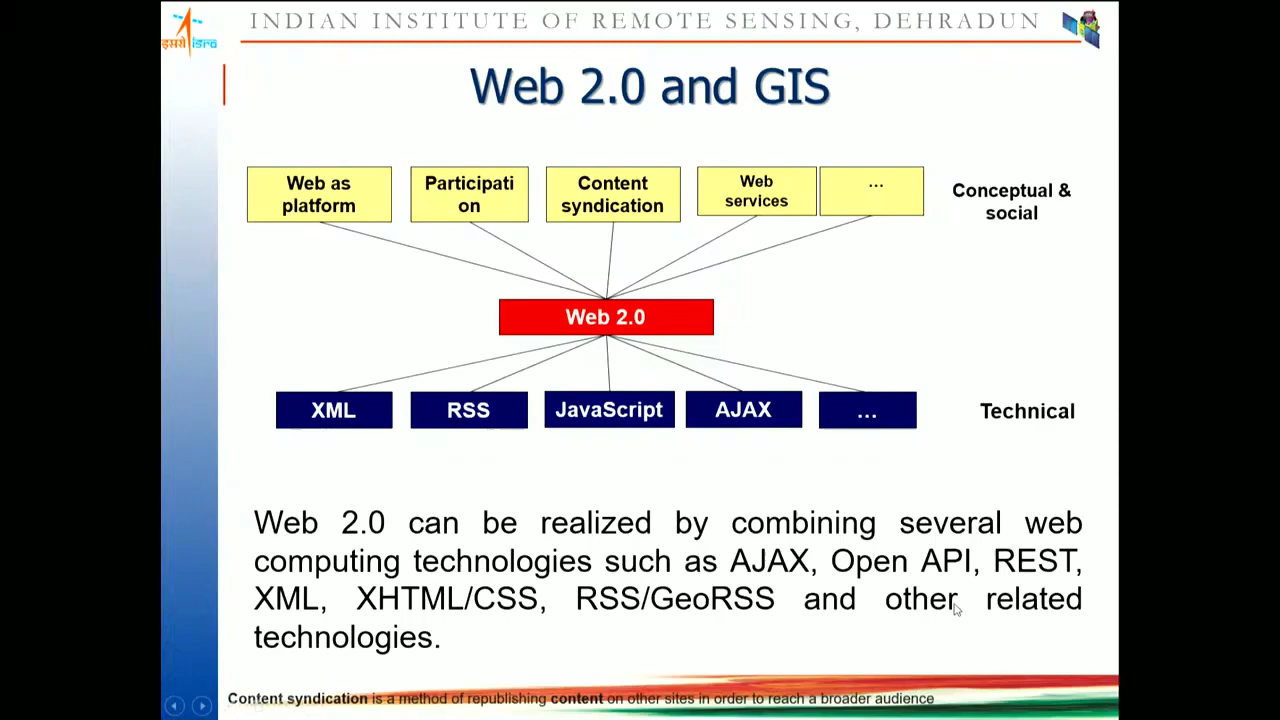 INDIAN INSTITUTE OF REMOTE SENSING, DEHRADUN
इसरो isro
Web 2.0 and GIS
Web as
platform
Participati
on
Content
syndication
Web
services
...
Conceptual &
social
Web 2.0
XML
RSS
JavaScript
AJAX
...
Technical
Web 2.0 can be realized by combining several web
computing technologies such as AJAX, Open API, REST,
XML, XHTML/CSS, RSS/GeoRSS and other related
technologies.
Content syndication is a method of republishing content on other sites in order to reach a broader audience